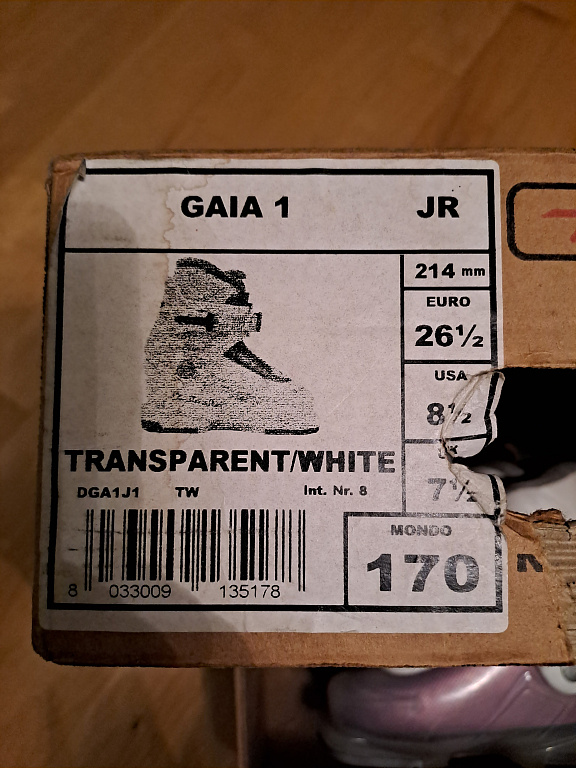 GAIA 1 JR
214 mm
EURO
26½
USA
8½
UK
7½
TRANSPARENT/WHITE
DGA1J1 TW Int. Nr. 8
MONDO
170
8 033009 135178
N